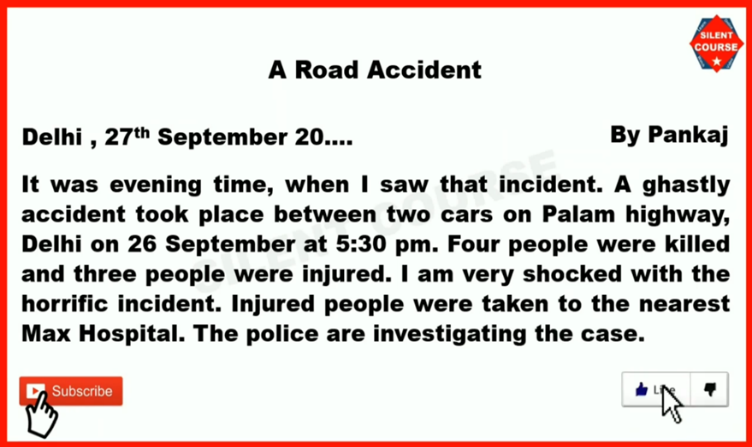 SILENT
COURSE
A Road Accident
Delhi , 27th September 20....
By Pankaj
It was evening time, when I saw that incident. A ghastly
accident took place between two cars on Palam highway,
Delhi on 26 September at 5:30 pm. Four people were killed
and three people were injured. I am very shocked with the
horrific incident. Injured people were taken to the nearest
Max Hospital. The police are investigating the case.
SILENT COURSE
Subscribe
Like